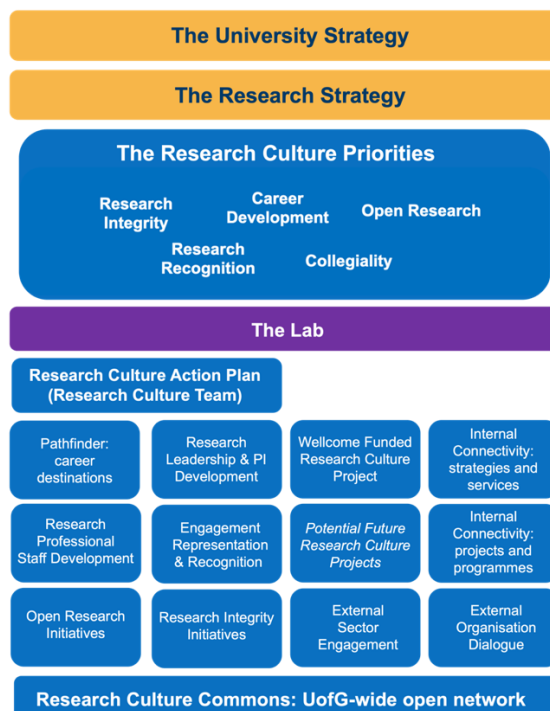 The University Strategy
The Research Strategy
The Research Culture Priorities
Research
Integrity
Career
Development
Open Research
Research
Recognition
Collegiality
The Lab
Research Culture Action Plan
(Research Culture Team)
Pathfinder:
career
destinations
Research
Leadership & PI
Development
Wellcome Funded
Research Culture
Project
Internal
Connectivity:
strategies and
services
Research
Professional
Staff Development
Engagement
Representation
& Recognition
Potential Future
Research Culture
Projects
Internal
Connectivity:
projects and
programmes
Open Research
Initiatives
Research Integrity
Initiatives
External
Sector
Engagement
External
Organisation
Dialogue
Research Culture Commons: UofG-wide open network